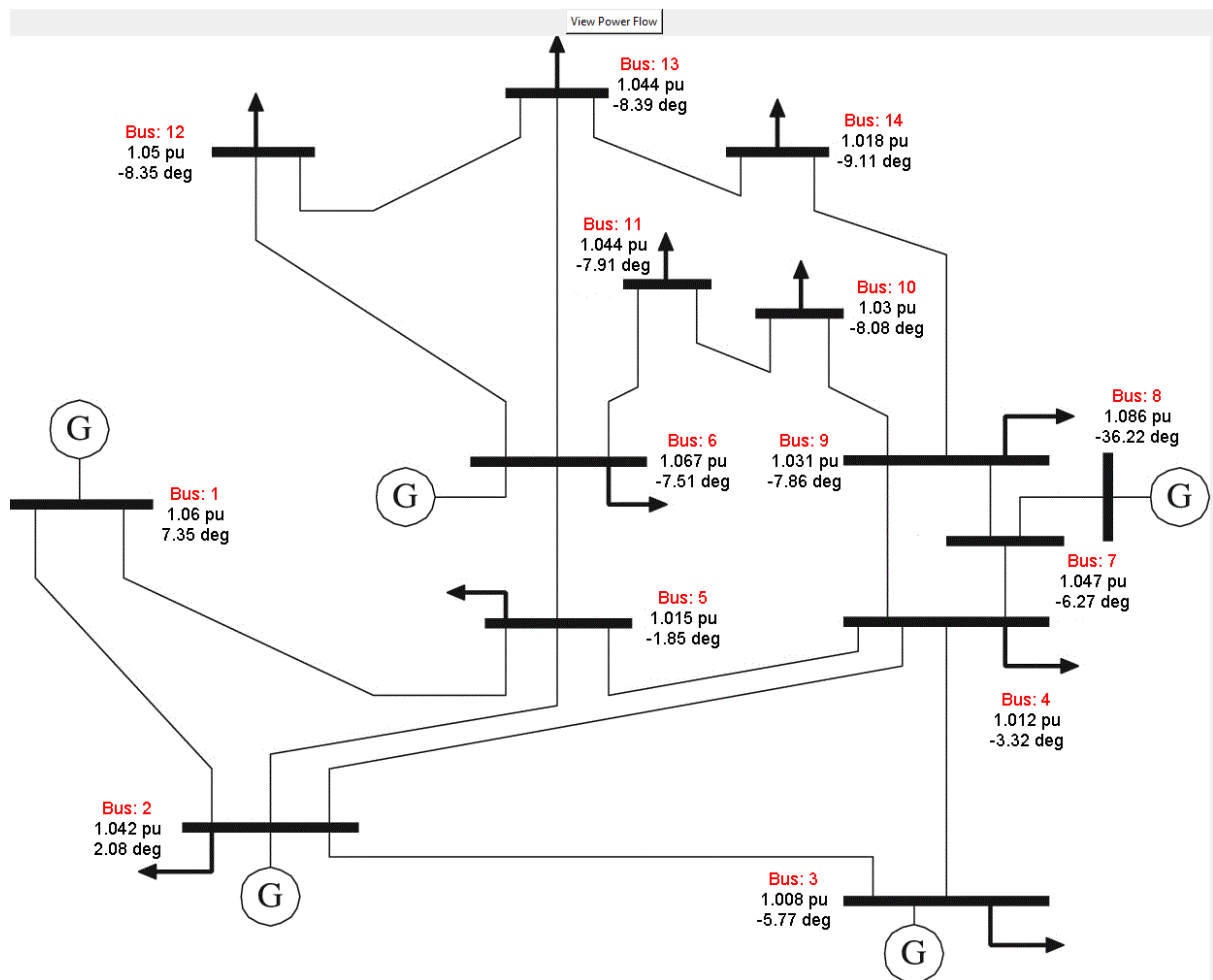 View Power Flow
Bus: 13
1.044 pu
-8.39 deg
Bus: 12
1.05 pu
-8.35 deg
Bus: 14
1.018 pu
-9.11 deg
Bus: 11
1.044 pu
-7.91 deg
Bus: 10
1.03 pu
-8.08 deg
Bus: 8
1.086 pu
-36.22 deg
G
Bus: 6
1.067 pu
-7.51 deg
Bus: 9
1.031 pu
-7.86 deg
G
G
Bus: 1
1.06 pu
7.35 deg
Bus: 7
1.047 pu
-6.27 deg
Bus: 5
1.015 pu
-1.85 deg
Bus: 4
1.012 pu
-3.32 deg
Bus: 2
1.042 pu
2.08 deg
G
Bus: 3
1.008 pu
-5.77 deg
G